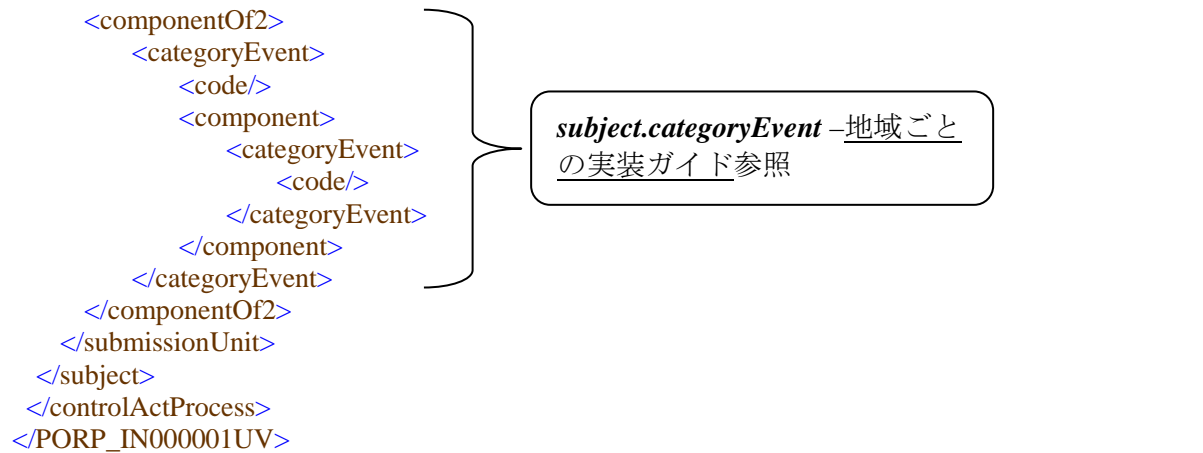 <componentOf2>
<categoryEvent>
<code/>
<component>
<categoryEvent>
<code/>
</categoryEvent>
</component>
</categoryEvent>
</componentOf2>
</submissionUnit>
</subject>
</controlActProcess>
</PORP_IN000001UV>
subject.categoryEvent –地域ごと
の実装ガイド参照